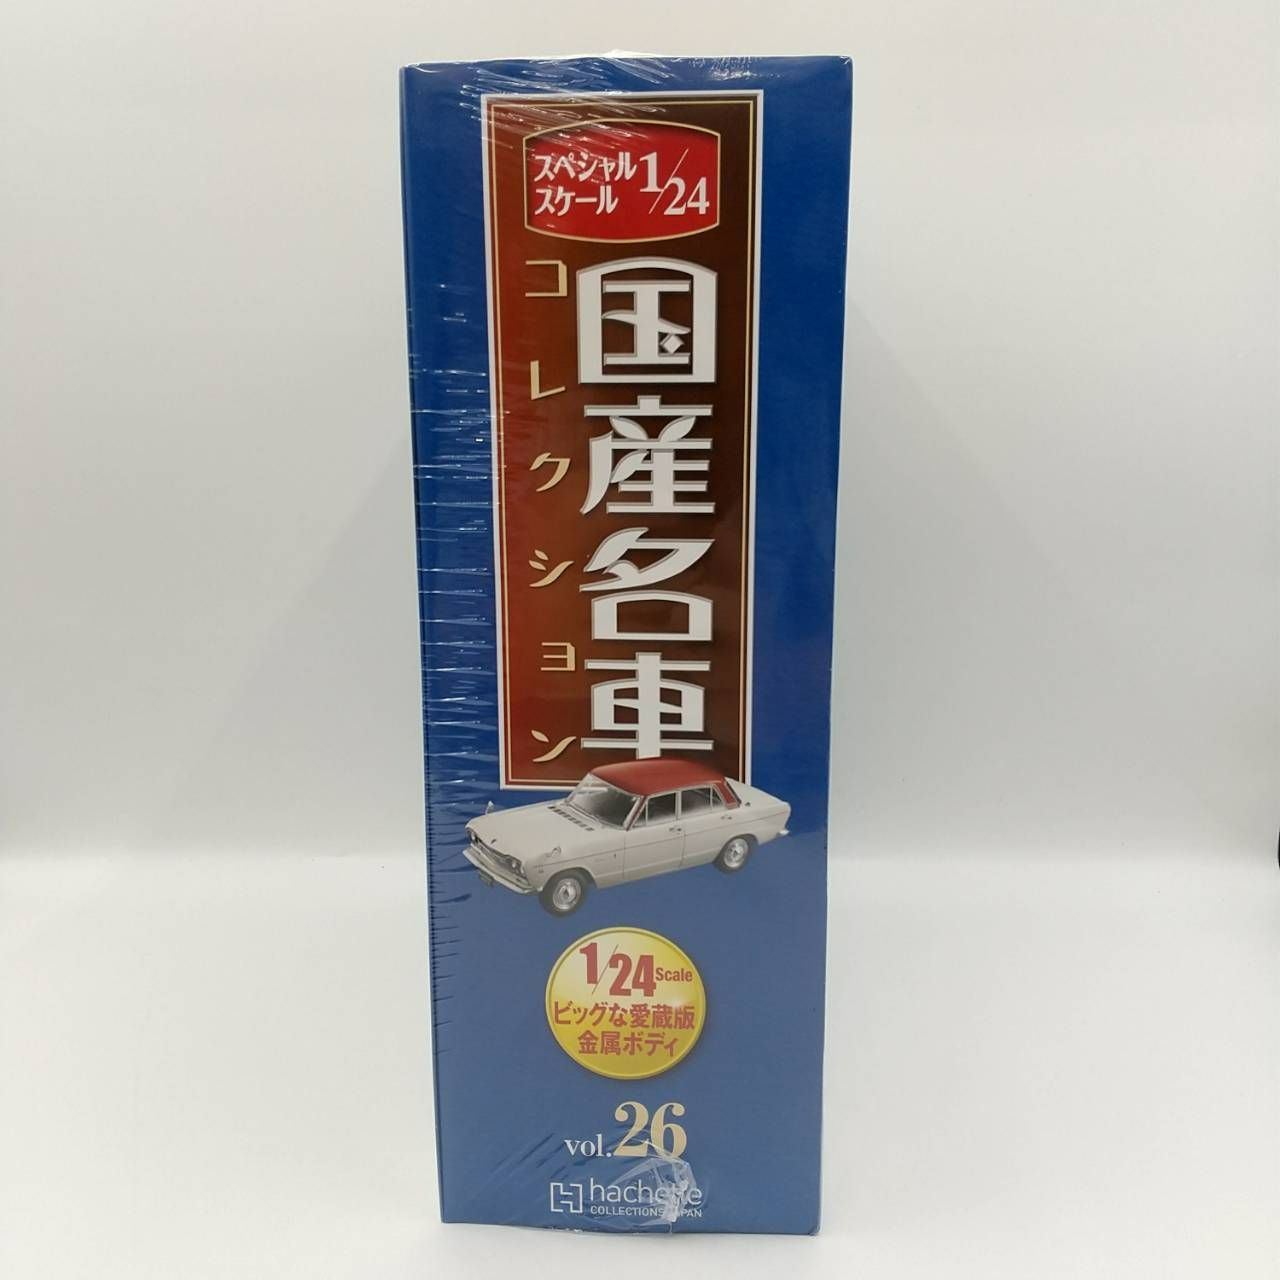 スペシャル
スケール 1/24
国産名車
コレクション
1/24 Scale
ビッグな愛蔵版
金属ボディ
vol.26
hachette
COLLECTIONS JAPAN